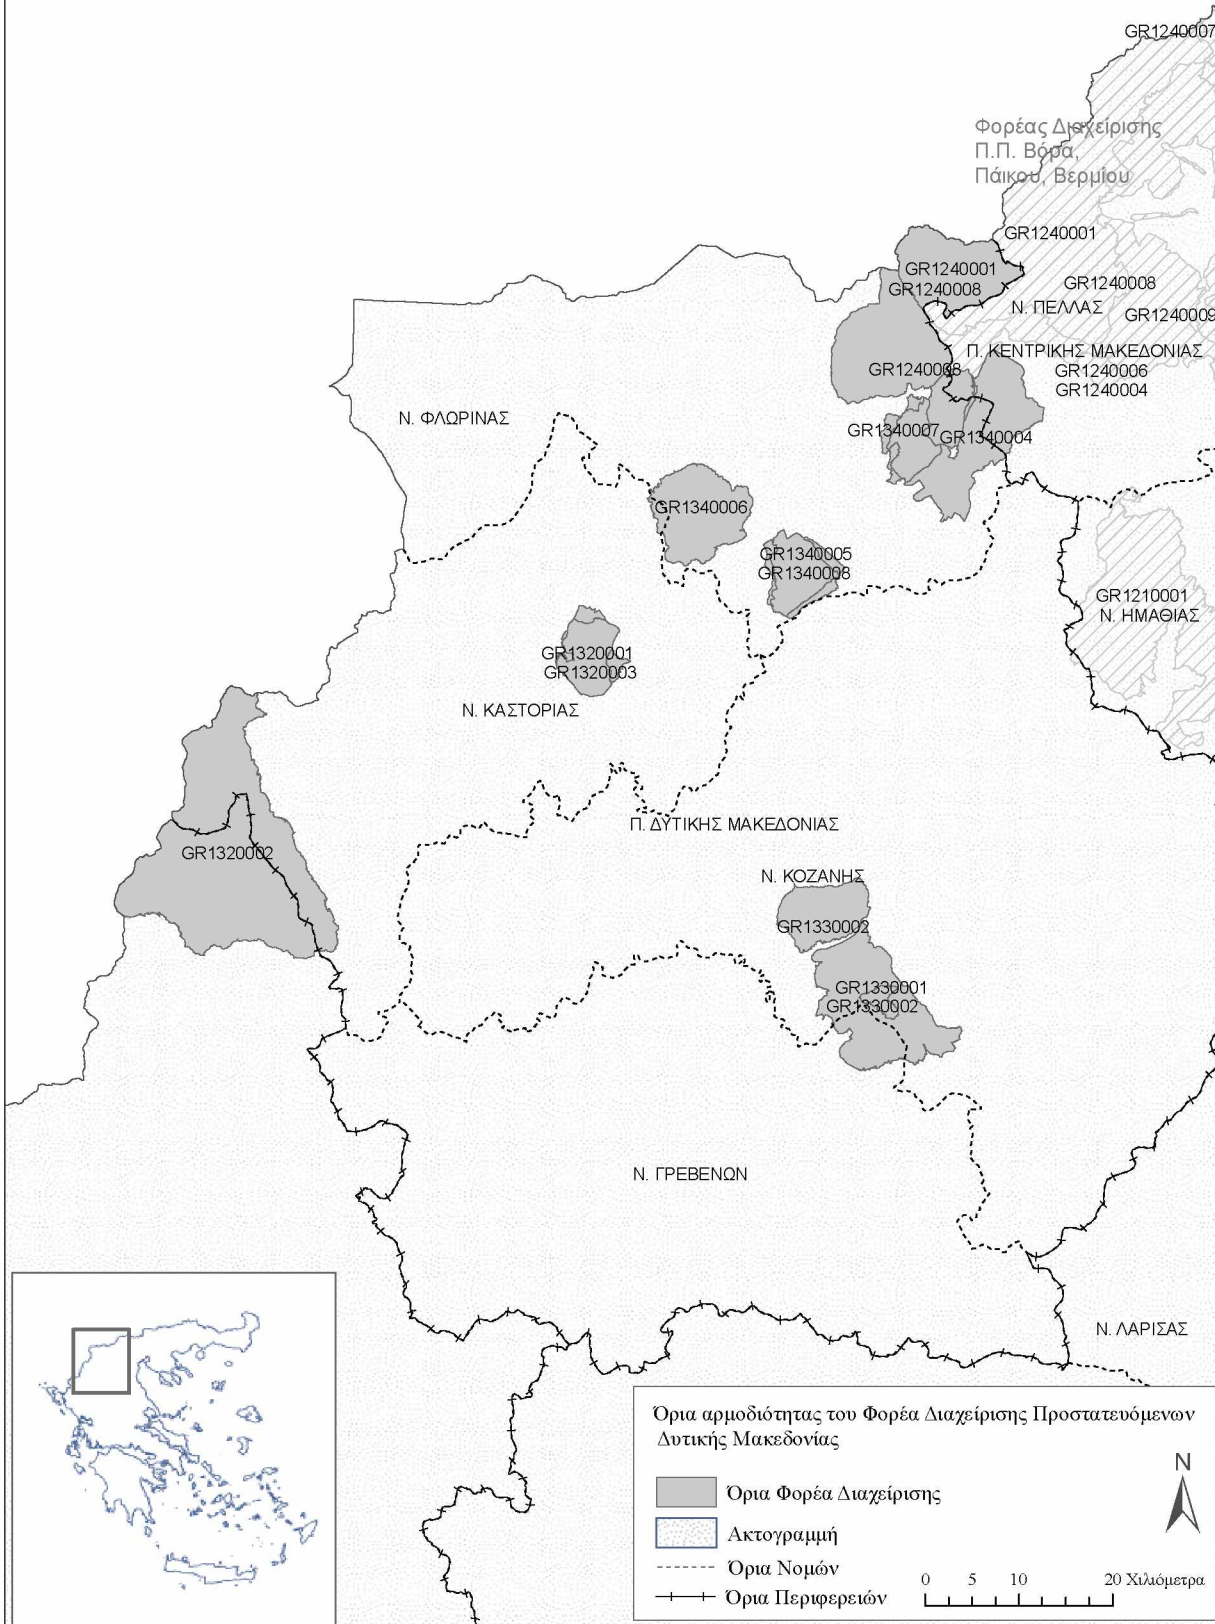 GR1240007
Φορέας Διαχείρισης
Π.Π. Βόρα,
Πάικου, Βερμίου
GR1240001
GR1240001
GR1240008
GR1240008
Ν. ΠΕΛΛΑΣ
GR1240009
Π. ΚΕΝΤΡΙΚΗΣ ΜΑΚΕΔΟΝΙΑΣ
GR1240008
GR1240006
GR1240004
Ν. ΦΛΩΡΙΝΑΣ
GR1340007
GR1340004
GR1340006
GR1340005
GR1340008
GR1210001
Ν. ΗΜΑΘΙΑΣ
GR1320001
GR1320003
Ν. ΚΑΣΤΟΡΙΑΣ
Π. ΔΥΤΙΚΗΣ ΜΑΚΕΔΟΝΙΑΣ
GR1320002
Ν. ΚΟΖΑΝΗΣ
GR1330002
GR1330001
GR1330002
Ν. ΓΡΕΒΕΝΩΝ
Ν. ΛΑΡΙΣΑΣ
Όρια αρμοδιότητας του Φορέα Διαχείρισης Προστατευόμενων
Δυτικής Μακεδονίας
Όρια Φορέα Διαχείρισης
Ακτογραμμή
Όρια Νομών
Όρια Περιφερειών
N
0 5 10 20 Χιλιόμετρα